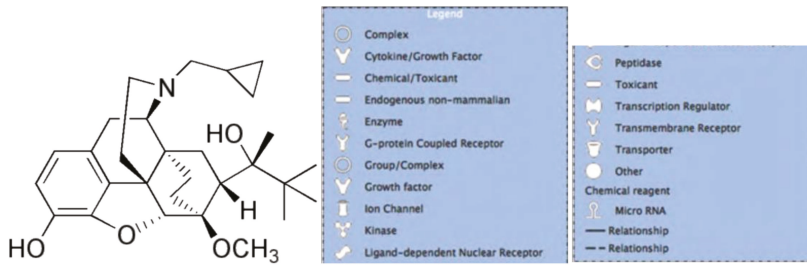 N
HO
H
HO
O
OCH3
Legend
Complex
Cytokine/Growth Factor
Chemical/Toxicant
Endogenous non-mammalian
Enzyme
G-protein Coupled Receptor
Group/Complex
Growth factor
Ion Channel
Kinase
Ligand-dependent Nuclear Receptor
Peptidase
Toxicant
Transcription Regulator
Transmembrane Receptor
Transporter
Other
Chemical reagent
Micro RNA
Relationship
Relationship